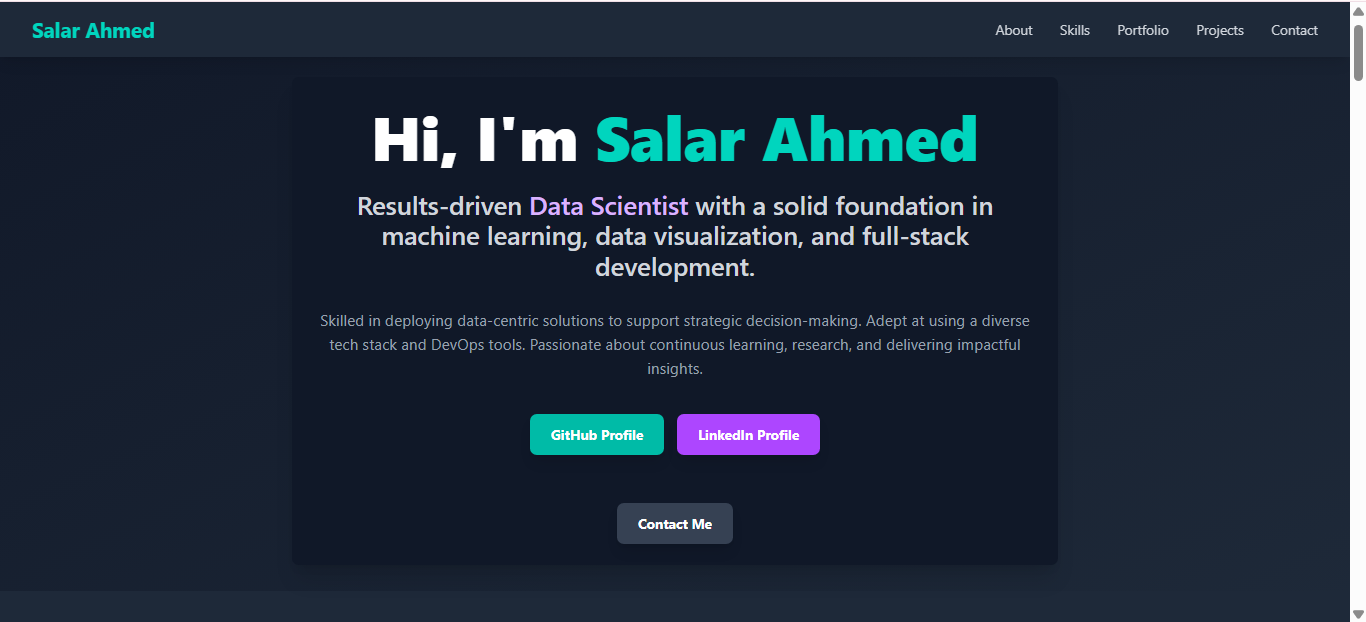 Salar Ahmed
About Skills Portfolio Projects Contact
Hi, I'm Salar Ahmed
Results-driven Data Scientist with a solid foundation in
machine learning, data visualization, and full-stack
development.
Skilled in deploying data-centric solutions to support strategic decision-making. Adept at using a diverse
tech stack and DevOps tools. Passionate about continuous learning, research, and delivering impactful
insights.
GitHub Profile LinkedIn Profile
Contact Me